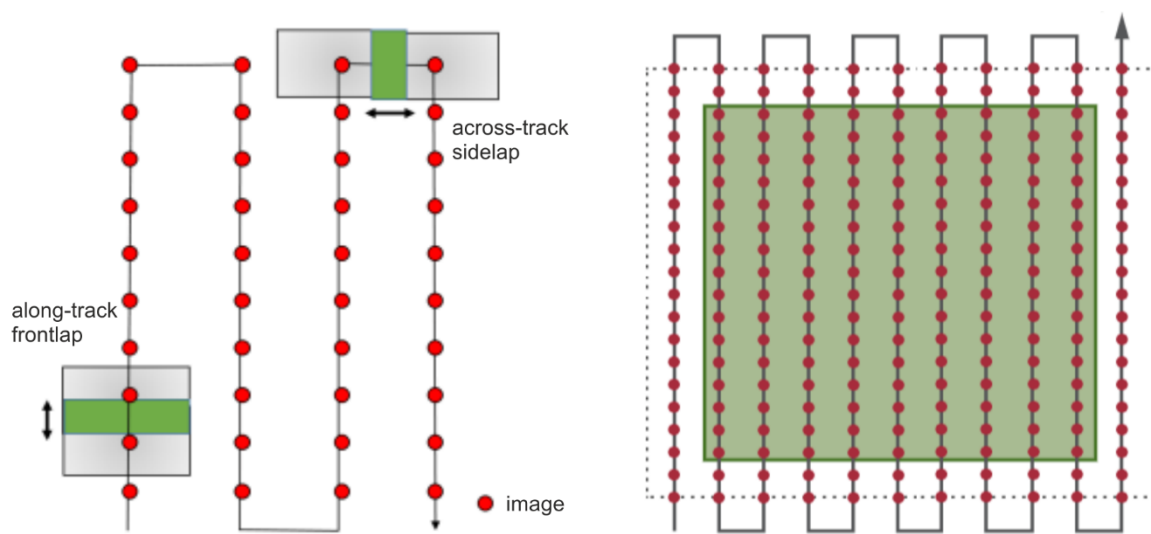 across-track
sidelap
along-track
frontlap
image